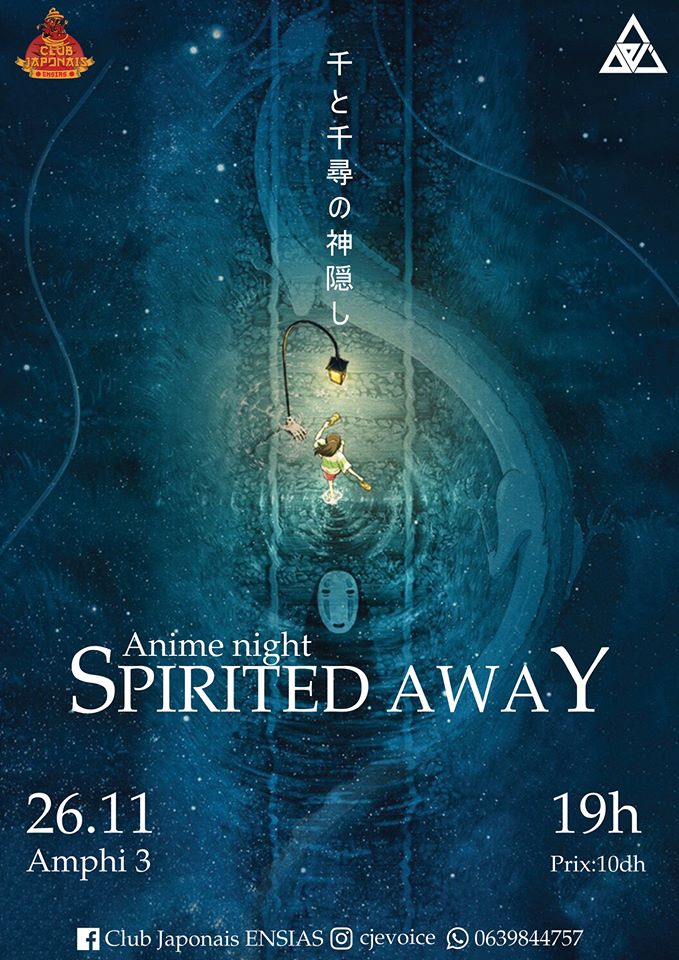 CLUB
JAPONAIS
ENSIAS
千と千尋の神隠し
Anime night
SPIRITED AWAY
26.11
Amphi 3
19h
Prix:10dh
Club Japonais ENSIAS cjevoice 0639844757